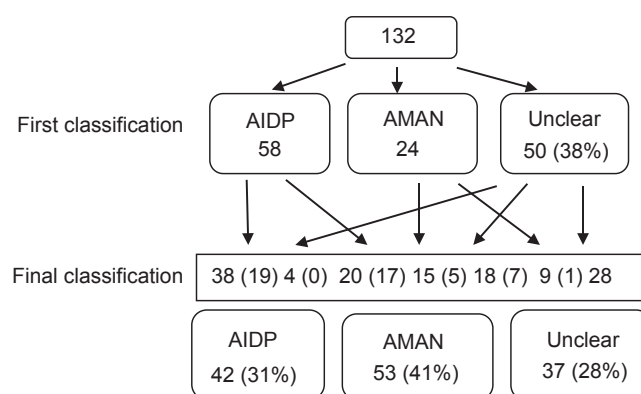 132
First classification
AIDP
58
AMAN
24
Unclear
50 (38%)
Final classification
38 (19) 4 (0) 20 (17) 15 (5) 18 (7) 9 (1) 28
AIDP
42 (31%)
AMAN
53 (41%)
Unclear
37 (28%)